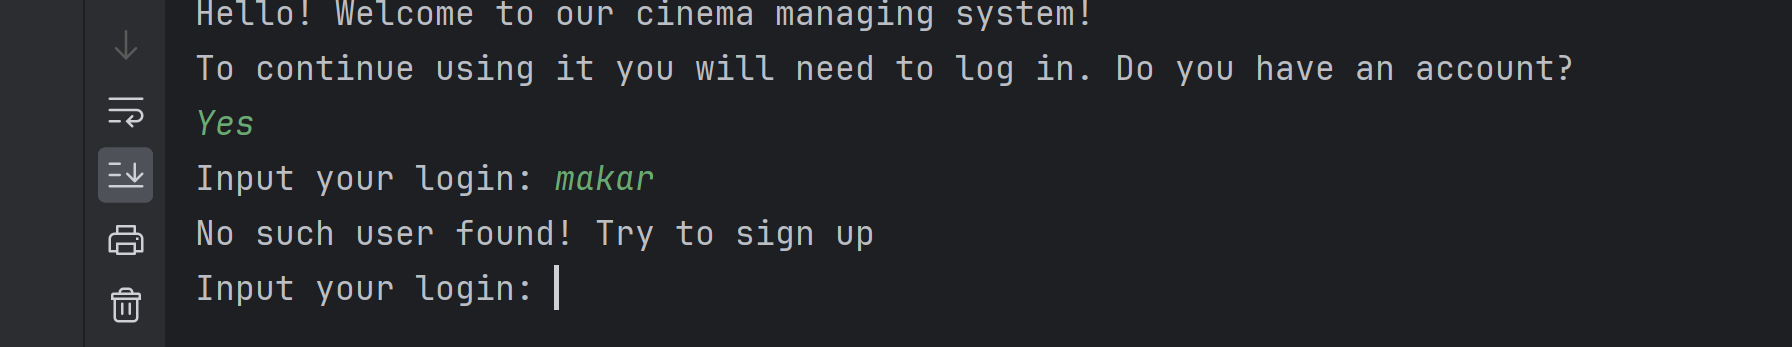 Hello! Welcome to our cinema managing system!
To continue using it you will need to log in. Do you have an account?
Yes
Input your login: makar
No such user found! Try to sign up
Input your login: